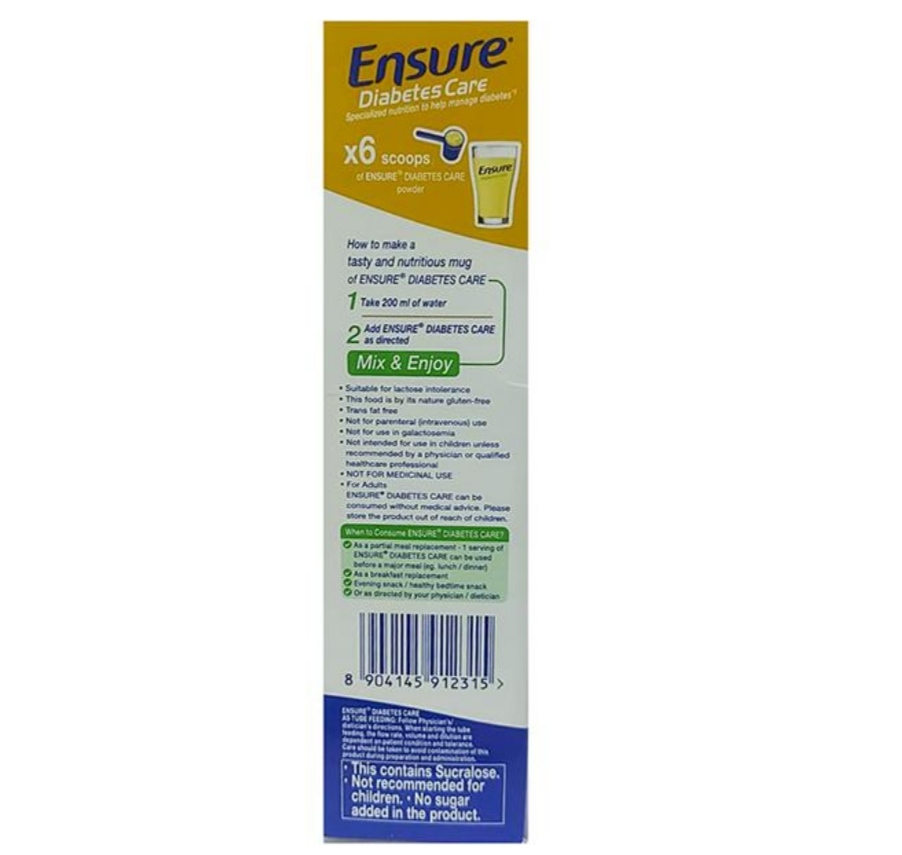 Ensure®
Diabetes Care
Specialized nutrition to help manage diabetes
x6 scoops
of ENSURE® DIABETES CARE
powder
Ensure
How to make a
tasty and nutritious mug
of ENSURE® DIABETES CARE
1 Take 200 ml of water
2 Add ENSURE® DIABETES CARE
as directed
Mix & Enjoy
• Suitable for lactose intolerance
• This food is by its nature gluten-free
• Trans fat free
• Not for parenteral (intravenous) use
• Not for use in galactosemia
• Not intended for use in children unless
recommended by a physician or qualified
healthcare professional
• NOT FOR MEDICINAL USE
• For Adults
ENSURE® DIABETES CARE can be
consumed without medical advice. Please
store the product out of reach of children.
When to Consume ENSURE® DIABETES CARE?
As a partial meal replacement - 1 serving of
ENSURE® DIABETES CARE can be used
before a major meal (eg. lunch / dinner)
As a breakfast replacement
Evening snack / healthy bedtime snack
Or as directed by your physician / dietician
8 904145 912315 >
ENSURE® DIABETES CARE
AS TUBE FEEDING: Follow Physician's/
dietician's directions. When starting the tube
feeding, the flow rate, volume and dilution are
dependent on patient condition and tolerance.
Care should be taken to avoid contamination of this
product during preparation and administration.
• This contains Sucralose.
• Not recommended for
children. • No sugar
added in the product.